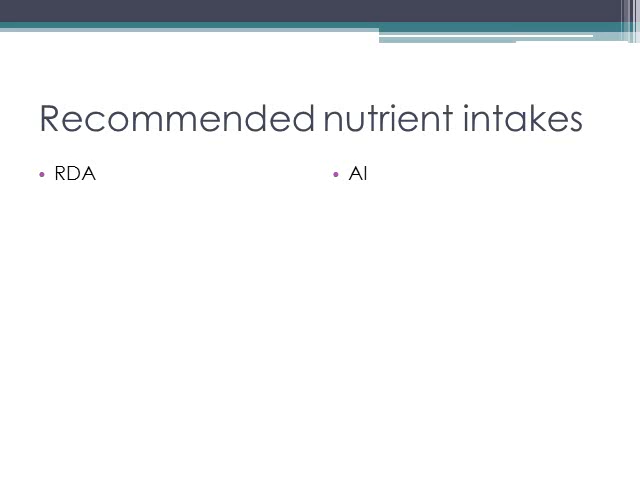 Recommended nutrient intakes
• RDA
• AI